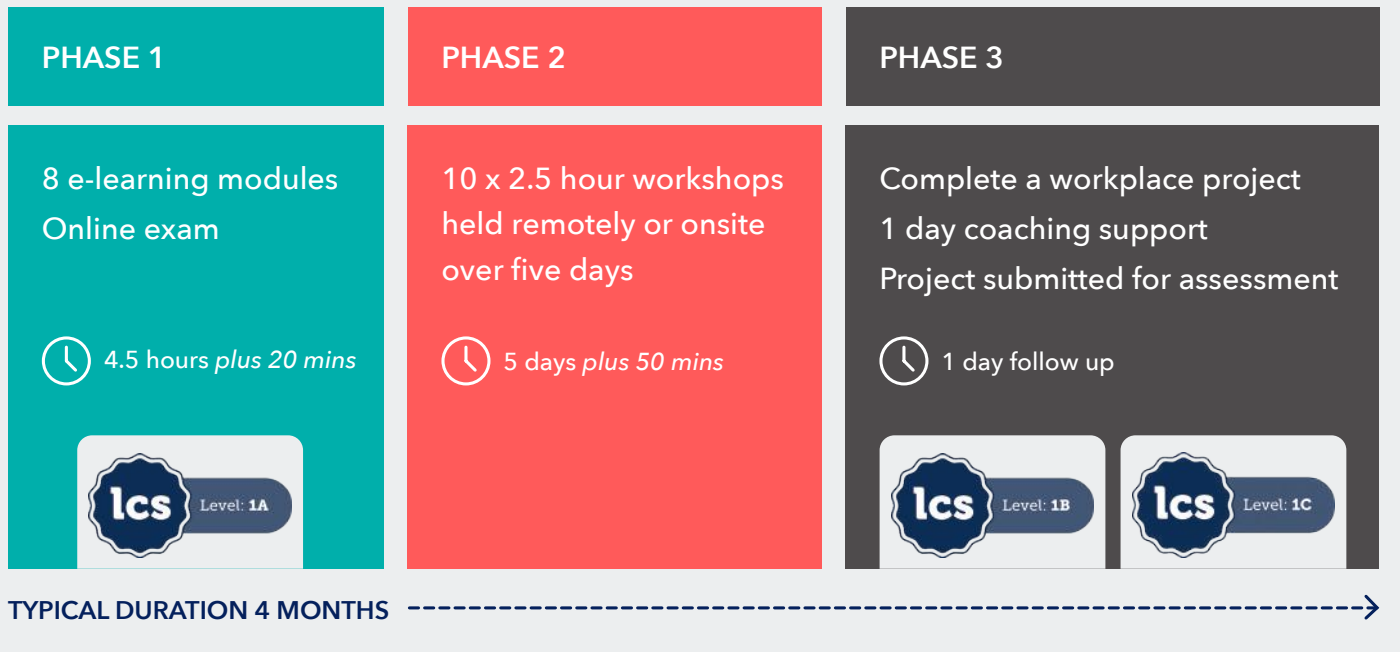 PHASE 1
8 e-learning modules
Online exam
4.5 hours plus 20 mins
lcs Level: 1A
PHASE 2
10 x 2.5 hour workshops
held remotely or onsite
over five days
5 days plus 50 mins
PHASE 3
Complete a workplace project
1 day coaching support
Project submitted for assessment
1 day follow up
lcs Level: 1B
lcs Level: 1C
TYPICAL DURATION 4 MONTHS